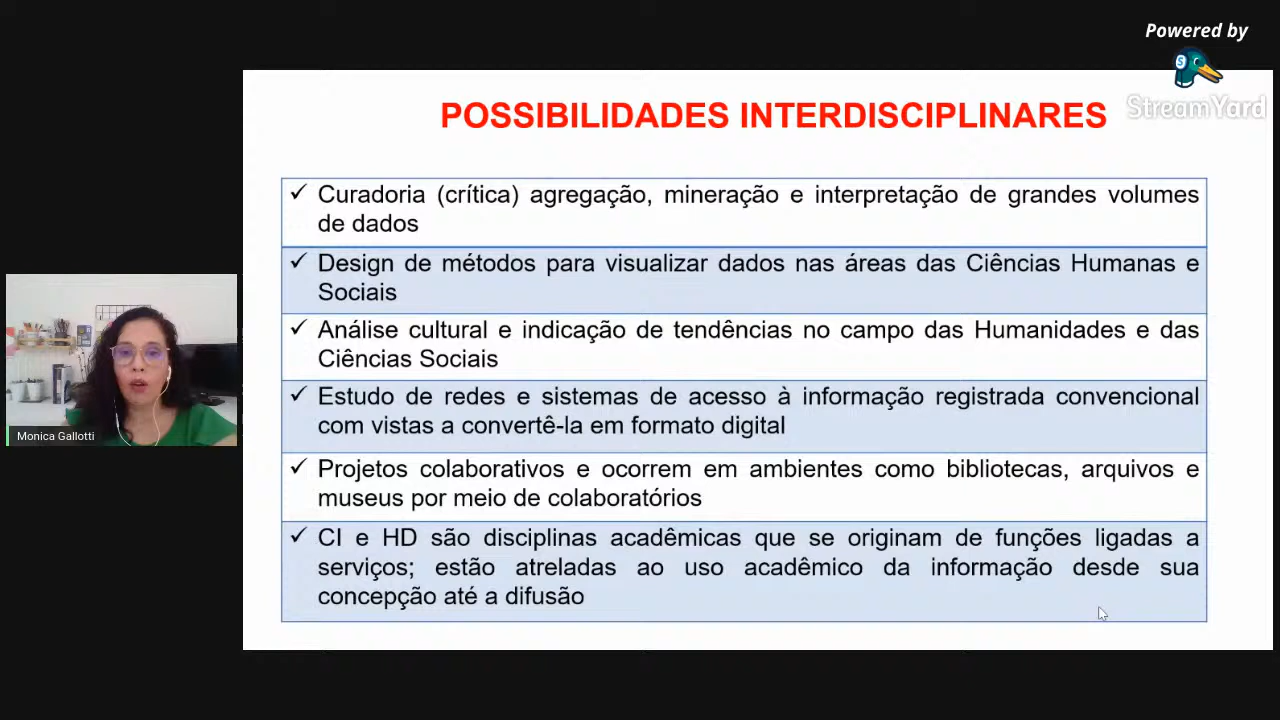 Powered by
StreamYard
POSSIBILIDADES INTERDISCIPLINARES
✓ Curadoria (crítica) agregação, mineração e interpretação de grandes volumes
de dados
✓ Design de métodos para visualizar dados nas áreas das Ciências Humanas e
Sociais
✓ Análise cultural e indicação de tendências no campo das Humanidades e das
Ciências Sociais
✓ Estudo de redes e sistemas de acesso à informação registrada convencional
com vistas a convertê-la em formato digital
✓ Projetos colaborativos e ocorrem em ambientes como bibliotecas, arquivos e
museus por meio de colaboratórios
✓ CI e HD são disciplinas acadêmicas que se originam de funções ligadas a
serviços; estão atreladas ao uso acadêmico da informação desde sua
concepção até a difusão
Monica Gallotti